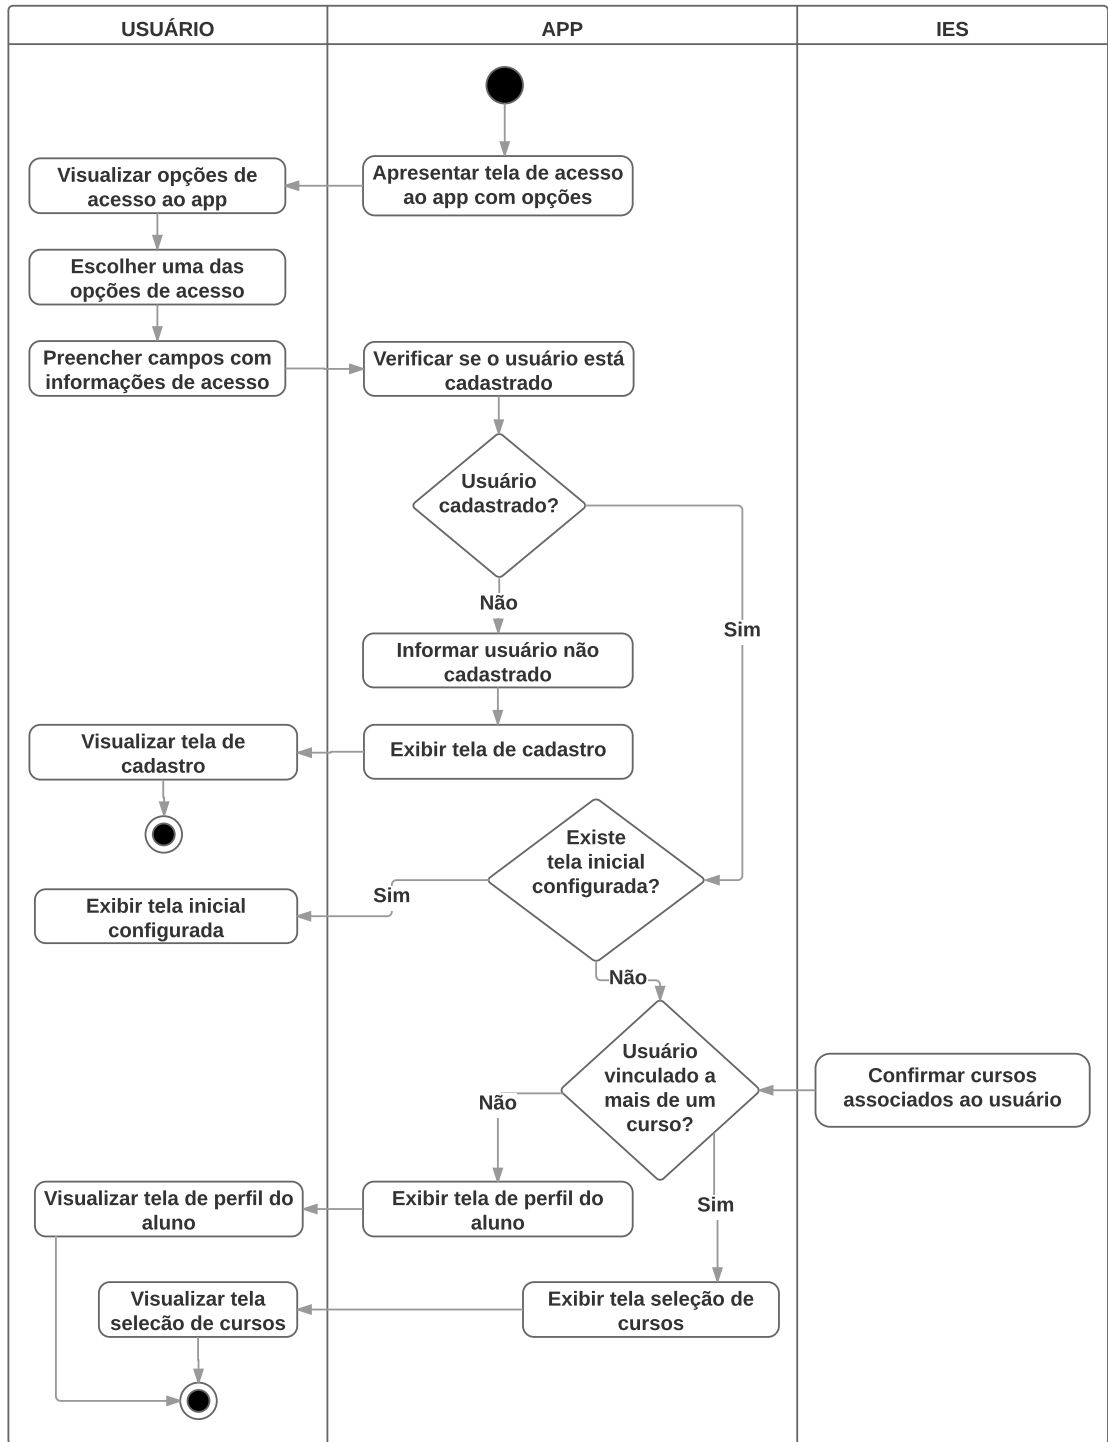 USUÁRIO
APP
IES
Apresentar tela de acesso
ao app com opções
Visualizar opções de
acesso ao app
Escolher uma das
opções de acesso
Preencher campos com
informações de acesso
Verificar se o usuário está
cadastrado
Usuário
cadastrado?
Não
Sim
Informar usuário não
cadastrado
Exibir tela de cadastro
Visualizar tela de
cadastro
Existe
tela inicial
configurada?
Sim
Exibir tela inicial
configurada
Não
Usuário
vinculado a
mais de um
curso?
Confirmar cursos
associados ao usuário
Não
Sim
Exibir tela de perfil do
aluno
Visualizar tela de perfil do
aluno
Exibir tela seleção de
cursos
Visualizar tela
selecão de cursos